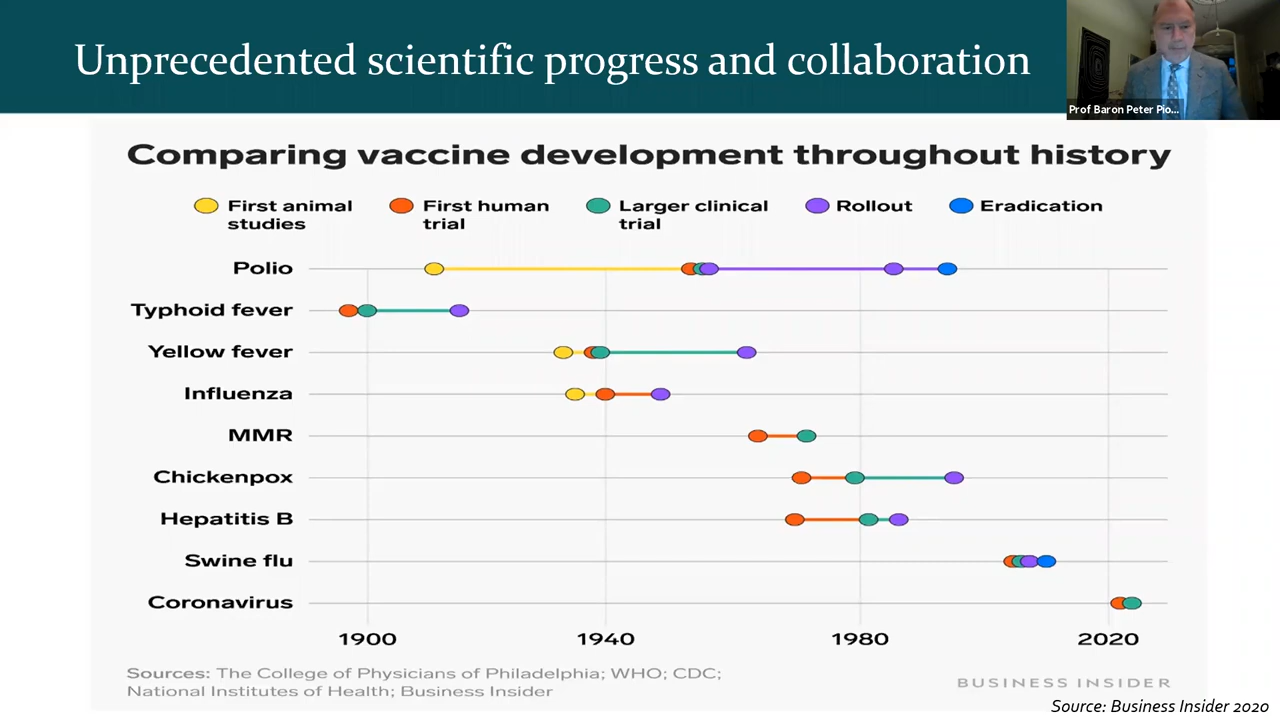 Unprecedented scientific progress and collaboration
Prof Baron Peter Pio...
Comparing vaccine development throughout history
First animal
studies
First human
trial
Larger clinical
trial
Rollout
Eradication
Polio
Typhoid fever
Yellow fever
Influenza
MMR
Chickenpox
Hepatitis B
Swine flu
Coronavirus
1900 1940 1980 2020
Sources: The College of Physicians of Philadelphia; WHO; CDC;
National Institutes of Health; Business Insider
BUSINESS INSIDER
Source: Business Insider 2020